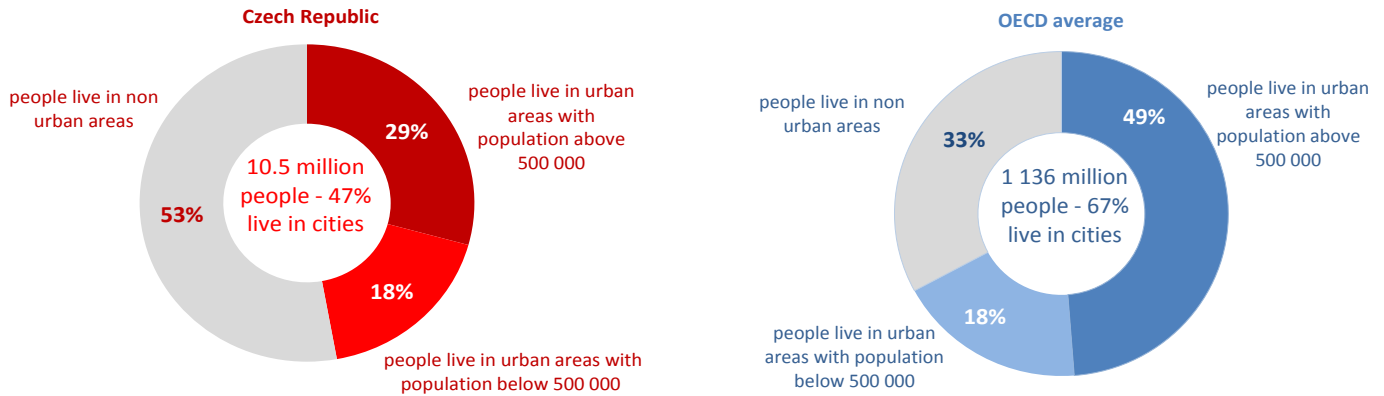 Czech Republic
people live in non
urban areas
people live in urban
areas with
population above
500 000
29%
10.5 million
people - 47%
live in cities
53%
18%
people live in urban areas with
population below 500 000
OECD average
people live in non
urban areas
people live in urban
areas with
population above
500 000
49%
33%
1 136 million
people - 67%
live in cities
18%
people live in urban
areas with population
below 500 000